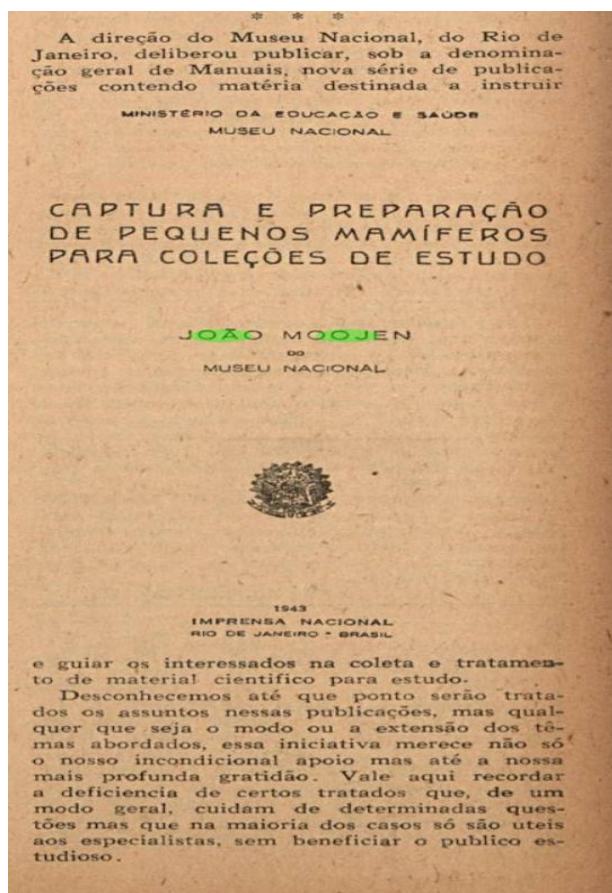 * * *
A direção do Museu Nacional, do Rio de
Janeiro, deliberou publicar, sob a denomina-
ção geral de Manuais, nova série de publica-
ções contendo matéria destinada a instruir
MINISTÉRIO DA EDUCAÇÃO E SAÚDE
MUSEU NACIONAL
CAPTURA E PREPARAÇÃO
DE PEQUENOS MAMÍFEROS
PARA COLEÇÕES DE ESTUDO
JOÃO MOOJEN
DO
MUSEU NACIONAL
1943
IMPRENSA NACIONAL
RIO DE JANEIRO - BRASIL
e guiar os interessados na coleta e tratamen-
to de material cientifico para estudo.
Desconhecemos até que ponto serão trata-
dos os assuntos nessas publicações, mas qual-
quer que seja o modo ou a extensão dos tê-
mas abordados, essa iniciativa merece não só
o nosso incondicional apoio mas até a nossa
mais profunda gratidão. Vale aqui recordar
a deficiencia de certos tratados que, de um
modo geral, cuidam de determinadas ques-
tões mas que na maioria dos casos só são uteis
aos especialistas, sem beneficiar o publico es-
tudioso.